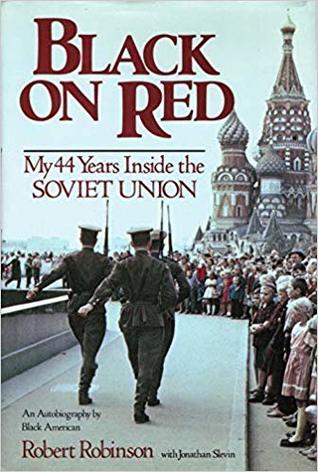 BLACK
ON RED
My 44 Years Inside the
SOVIET UNION
An Autobiography by
Black American
Robert Robinson with Jonathan Slevin